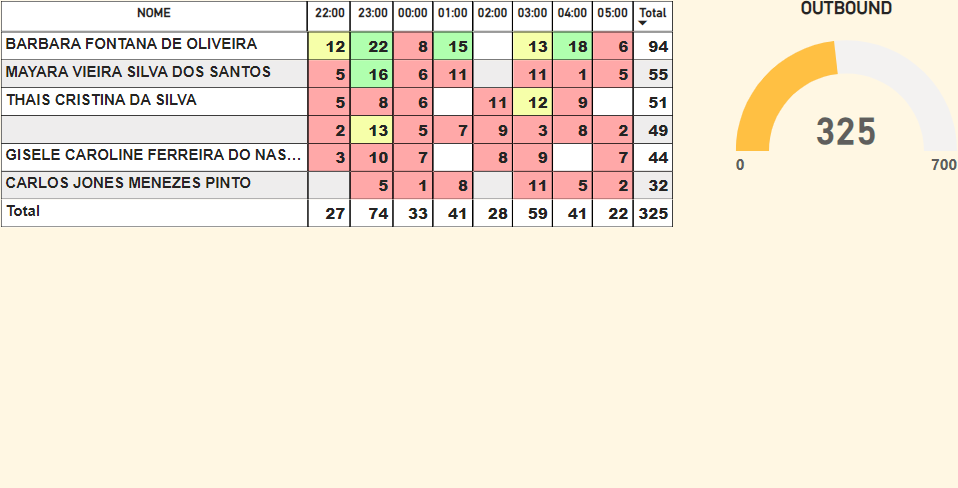 NOME 22:00 23:00 00:00 01:00 02:00 03:00 04:00 05:00 Total
BARBARA FONTANA DE OLIVEIRA 12 22 8 15 13 18 6 94
MAYARA VIEIRA SILVA DOS SANTOS 5 16 6 11 11 1 5 55
THAIS CRISTINA DA SILVA 5 8 6 11 12 9 51
2 13 5 7 9 3 8 2 49
GISELE CAROLINE FERREIRA DO NAS... 3 10 7 8 9 7 44
CARLOS JONES MENEZES PINTO 5 1 8 11 5 2 32
Total 27 74 33 41 28 59 41 22 325
OUTBOUND
325
0 700